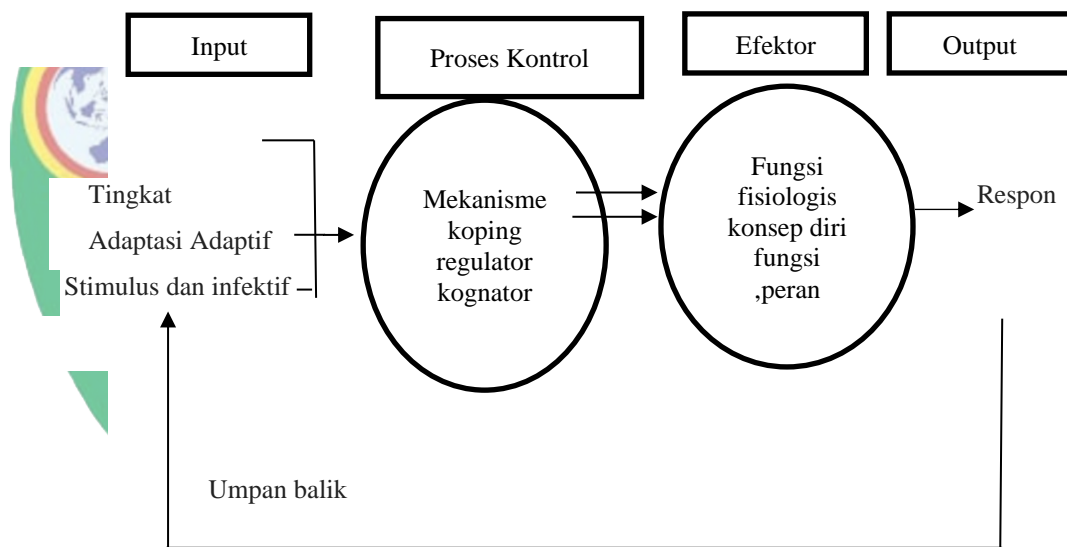 Input
Proses Kontrol
Efektor
Output
Tingkat
Adaptasi Adaptif
Stimulus dan infektif
Mekanisme
koping
regulator
kognator
Fungsi
fisiologis
konsep diri
fungsi
,peran
Respon
Umpan balik